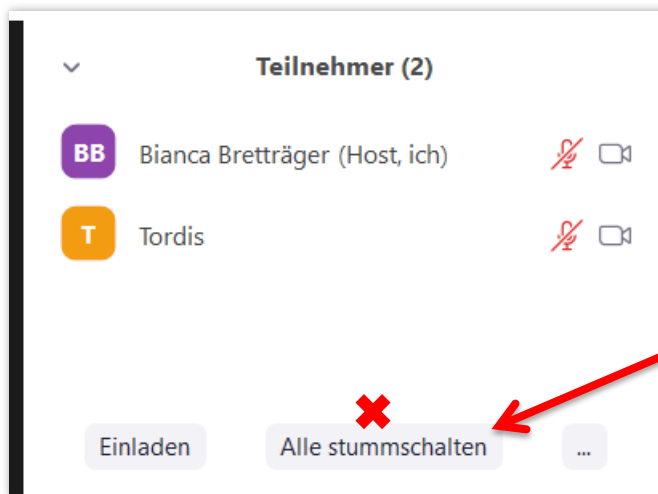 Teilnehmer (2)
BB Bianca Bretträger (Host, ich)
T Tordis
Einladen Alle stummschalten ...